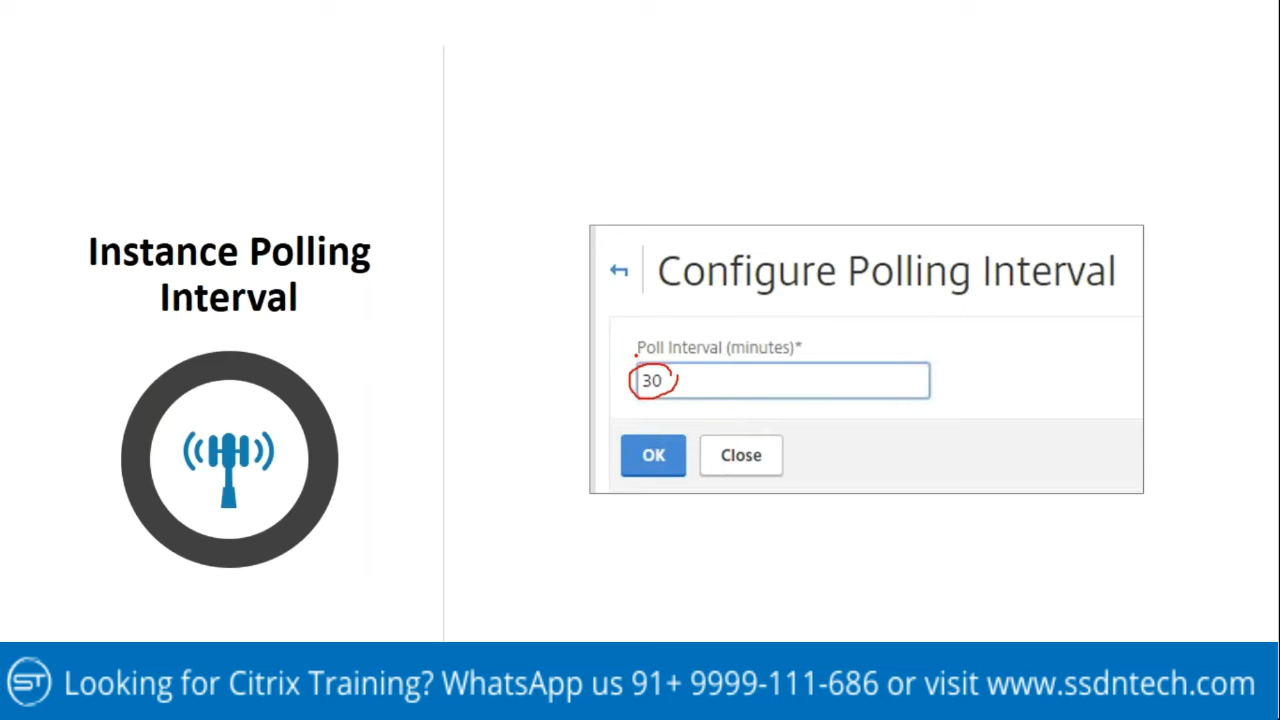 Instance Polling
Interval
Configure Polling Interval
Poll Interval (minutes)*
30
OK
Close
ST Looking for Citrix Training? WhatsApp us 91+ 9999-111-686 or visit www.ssdntech.com